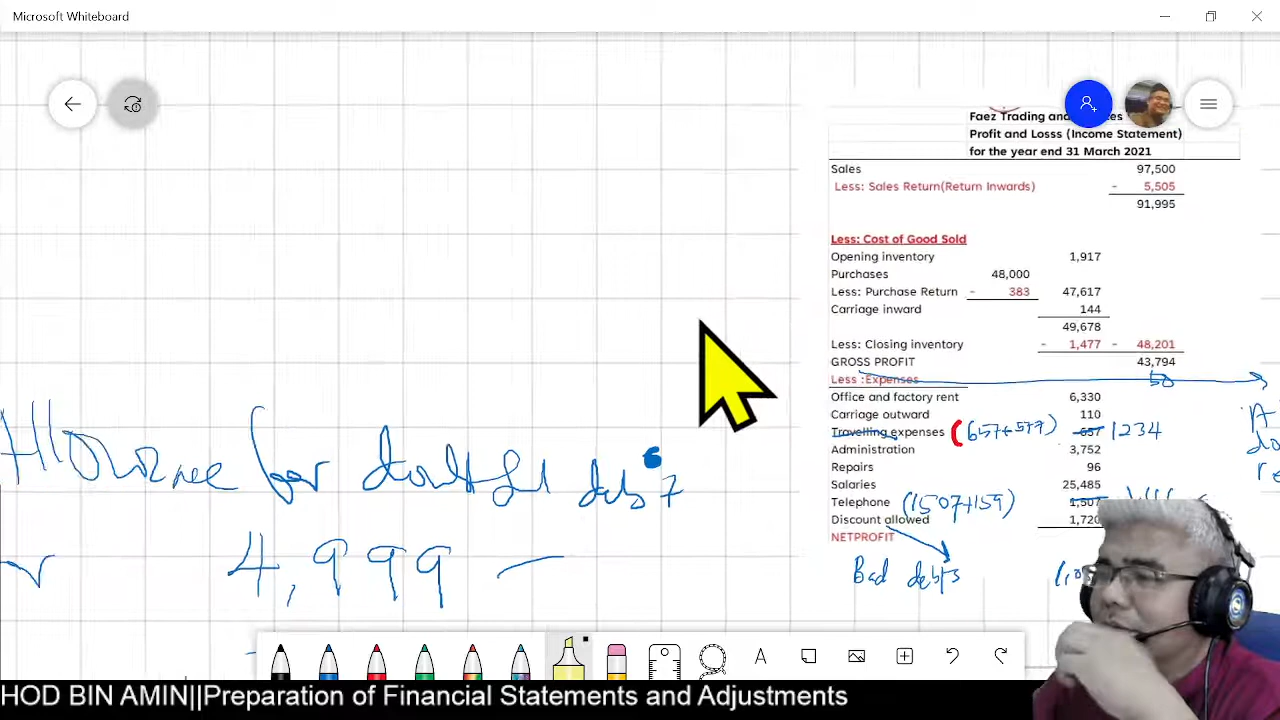 Microsoft Whiteboard
Faez Trading and
Profit and Losss (Income Statement)
for the year end 31 March 2021
Sales 97,500
Less: Sales Return(Return Inwards) - 5,505
91,995
Less: Cost of Good Sold
Opening inventory 1,917
Purchases 48,000
Less: Purchase Return - 383 47,617
Carriage inward 144
49,678
Less: Closing inventory - 1,477 - 48,201
GROSS PROFIT 43,794
Less :Expenses
Office and factory rent 6,330
Carriage outward 110
Travelling expenses (657+577) 657 1234
Administration 3,752
Repairs 96
Salaries 25,485
Telephone (1507+159) 1,507
Discount allowed 1,720
NETPROFIT
Bad debts
Allowance for doubtful debts
4,999 -
HOD BIN AMIN||Preparation of Financial Statements and Adjustments